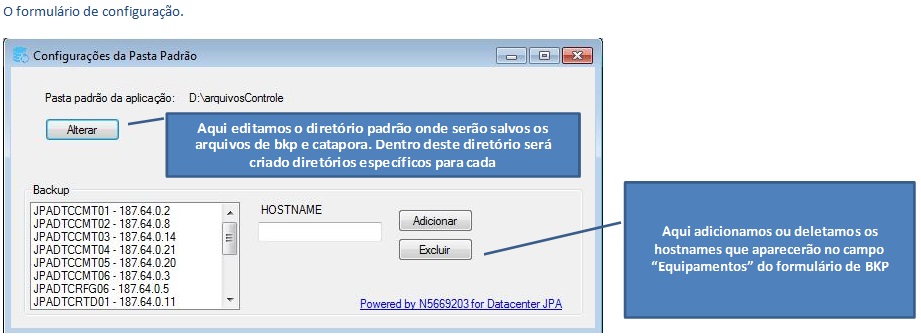 O formulário de configuração.
Configurações da Pasta Padrão
Pasta padrão da aplicação: D:\arquivosControle
Alterar
Aqui editamos o diretório padrão onde serão salvos os
arquivos de bkp e catapora. Dentro deste diretório será
criado diretórios específicos para cada
Backup
JPADTCCMT01 - 187.64.0.2
JPADTCCMT02 - 187.64.0.8
JPADTCCMT03 - 187.64.0.14
JPADTCCMT04 - 187.64.0.21
JPADTCCMT05 - 187.64.0.20
JPADTCCMT06 - 187.64.0.3
JPADTCRFG06 - 187.64.0.5
JPADTCRTD01 - 187.64.0.11
HOSTNAME
Adicionar
Excluir
Powered by N5669203 for Datacenter JPA
Aqui adicionamos ou deletamos os
hostnames que aparecerão no campo
“Equipamentos” do formulário de BKP